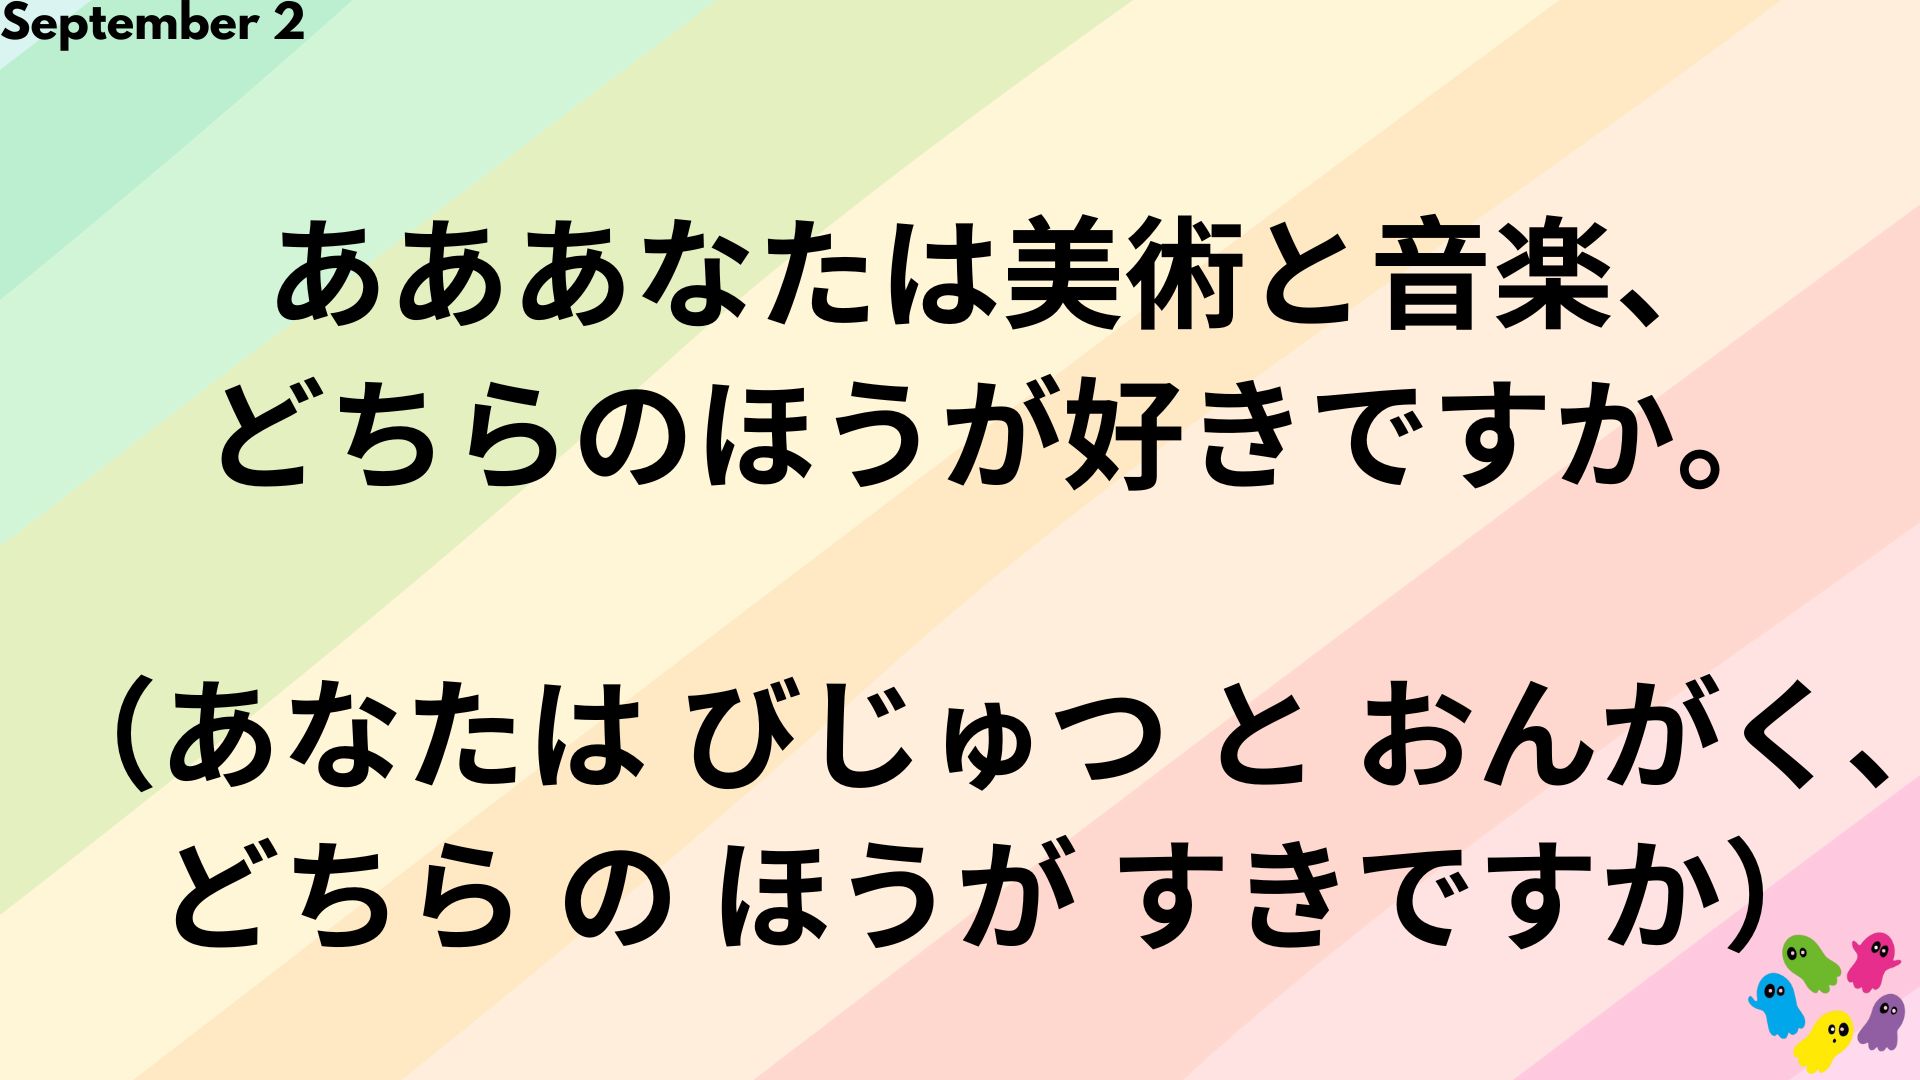 September 2
あああなたは美術と音楽、
どちらのほうが好きですか。
（あなたは びじゅつ と おんがく、
どちら の ほうが すきですか）